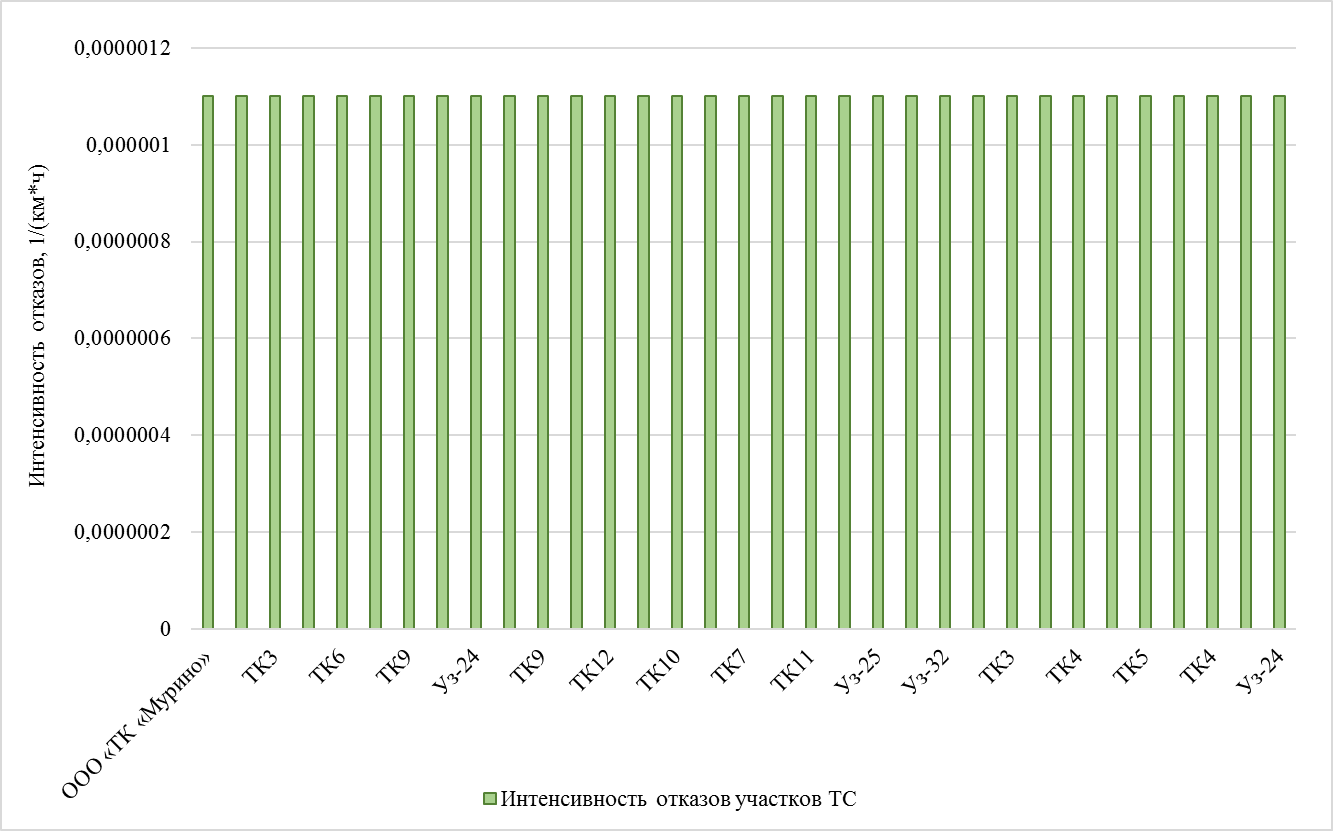 0,0000012
0,000001
0,0000008
0,0000006
0,0000004
0,0000002
0
Интенсивность отказов, 1/(км*ч)
ООО «ТК «Мурино»
ТК3
ТК6
ТК9
Уз-24
ТК9
ТК12
ТК10
ТК7
ТК11
Уз-25
Уз-32
ТК3
ТК4
ТК5
ТК4
Уз-24
Интенсивность отказов участков ТС